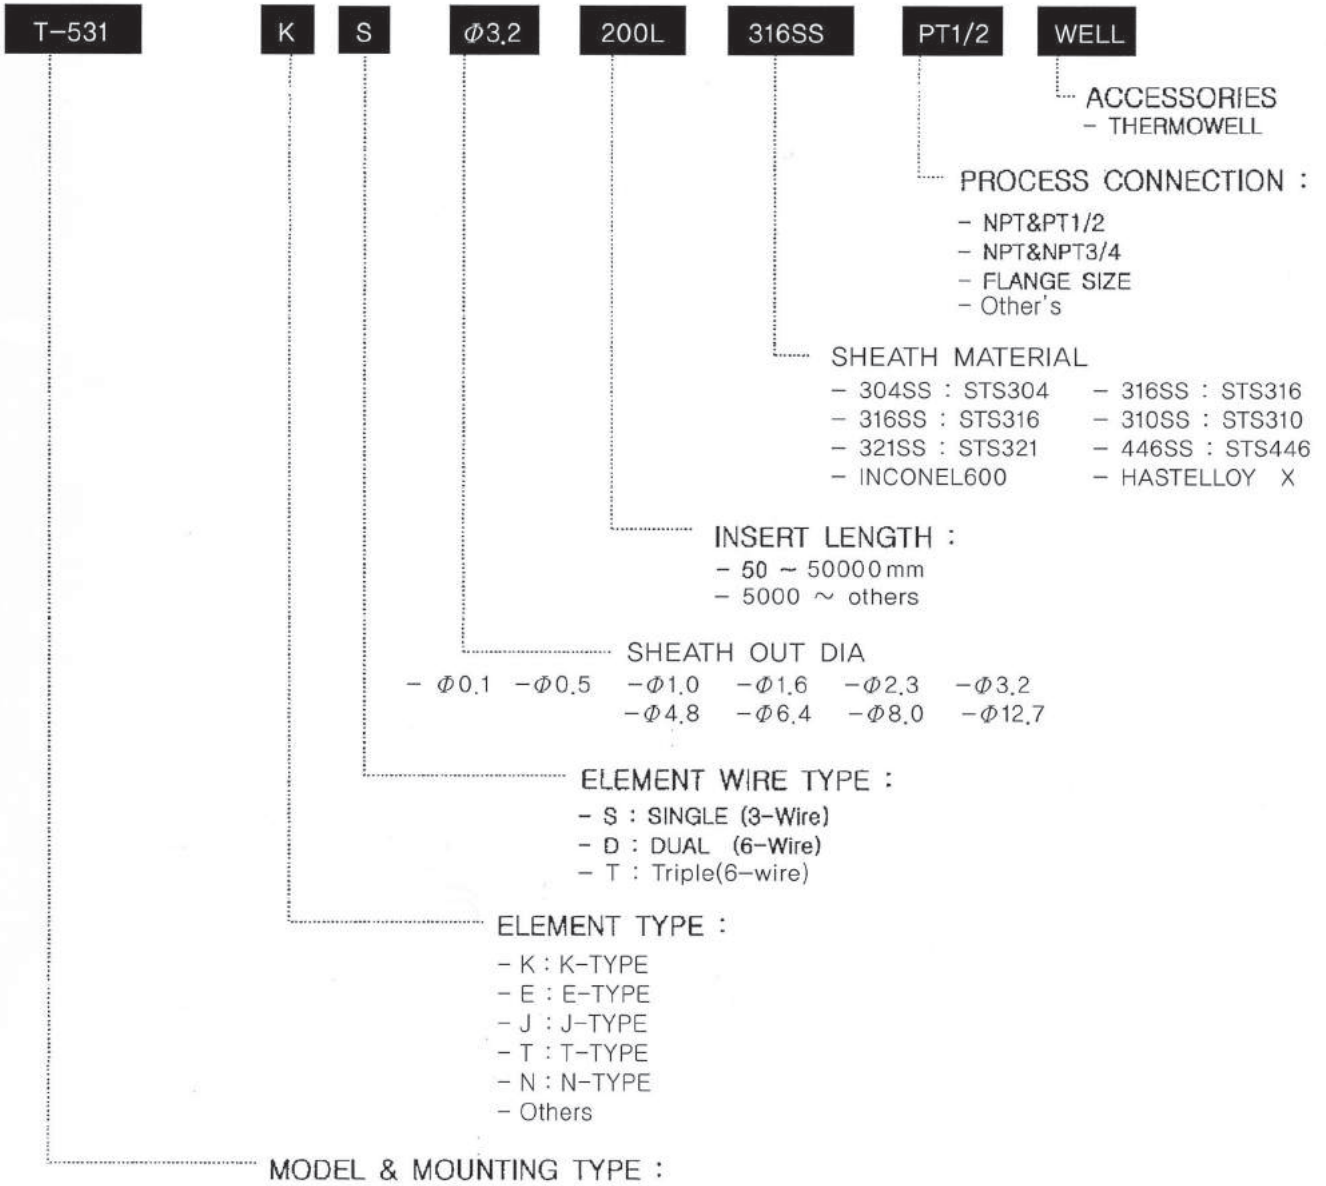 T-531 K S Φ3.2 200L 316SS PT1/2 WELL
ACCESSORIES
- THERMOWELL
PROCESS CONNECTION :
- NPT&PT1/2
- NPT&NPT3/4
- FLANGE SIZE
- Other's
SHEATH MATERIAL
- 304SS : STS304 - 316SS : STS316
- 316SS : STS316 - 310SS : STS310
- 321SS : STS321 - 446SS : STS446
- INCONEL600 - HASTELLOY X
INSERT LENGTH :
- 50 ~ 50000mm
- 5000 ~ others
SHEATH OUT DIA
- Φ0.1 -Φ0.5 -Φ1.0 -Φ1.6 -Φ2.3 -Φ3.2
-Φ4.8 -Φ6.4 -Φ8.0 -Φ12.7
ELEMENT WIRE TYPE :
- S : SINGLE (3-Wire)
- D : DUAL (6-Wire)
- T : Triple(6-wire)
ELEMENT TYPE :
- K : K-TYPE
- E : E-TYPE
- J : J-TYPE
- T : T-TYPE
- N : N-TYPE
- Others
MODEL & MOUNTING TYPE :